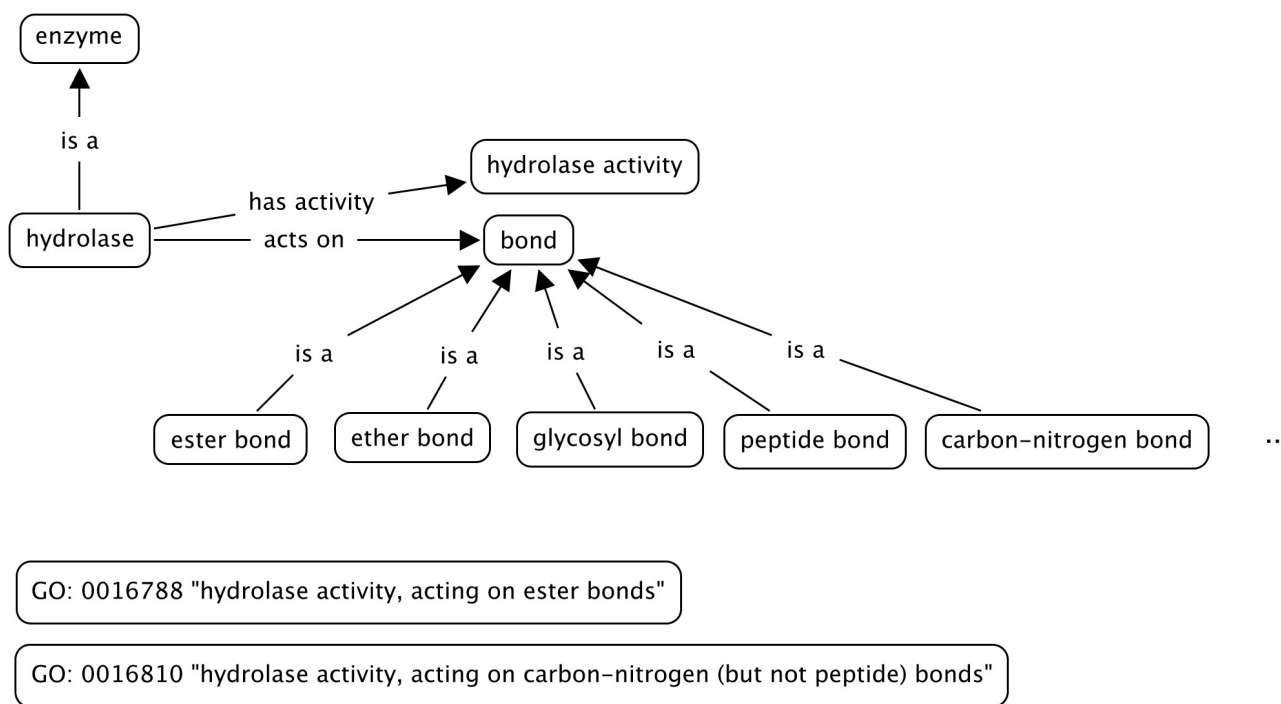 enzyme
is a
hydrolase activity
has activity
hydrolase
acts on
bond
is a
is a
is a
is a
is a
ester bond
ether bond
glycosyl bond
peptide bond
carbon-nitrogen bond
..
GO: 0016788 "hydrolase activity, acting on ester bonds"
GO: 0016810 "hydrolase activity, acting on carbon-nitrogen (but not peptide) bonds"